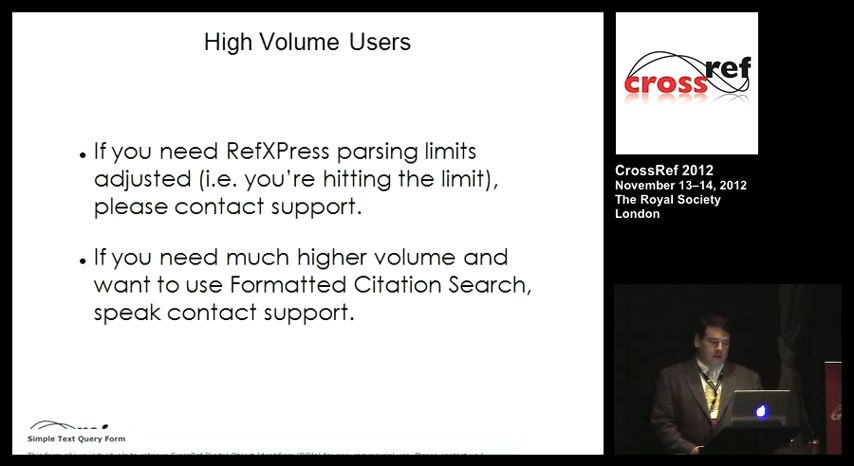 High Volume Users
• If you need RefXPress parsing limits
adjusted (i.e. you're hitting the limit),
please contact support.
• If you need much higher volume and
want to use Formatted Citation Search,
speak contact support.
Simple Text Query Form
crossref
CrossRef 2012
November 13–14, 2012
The Royal Society
London